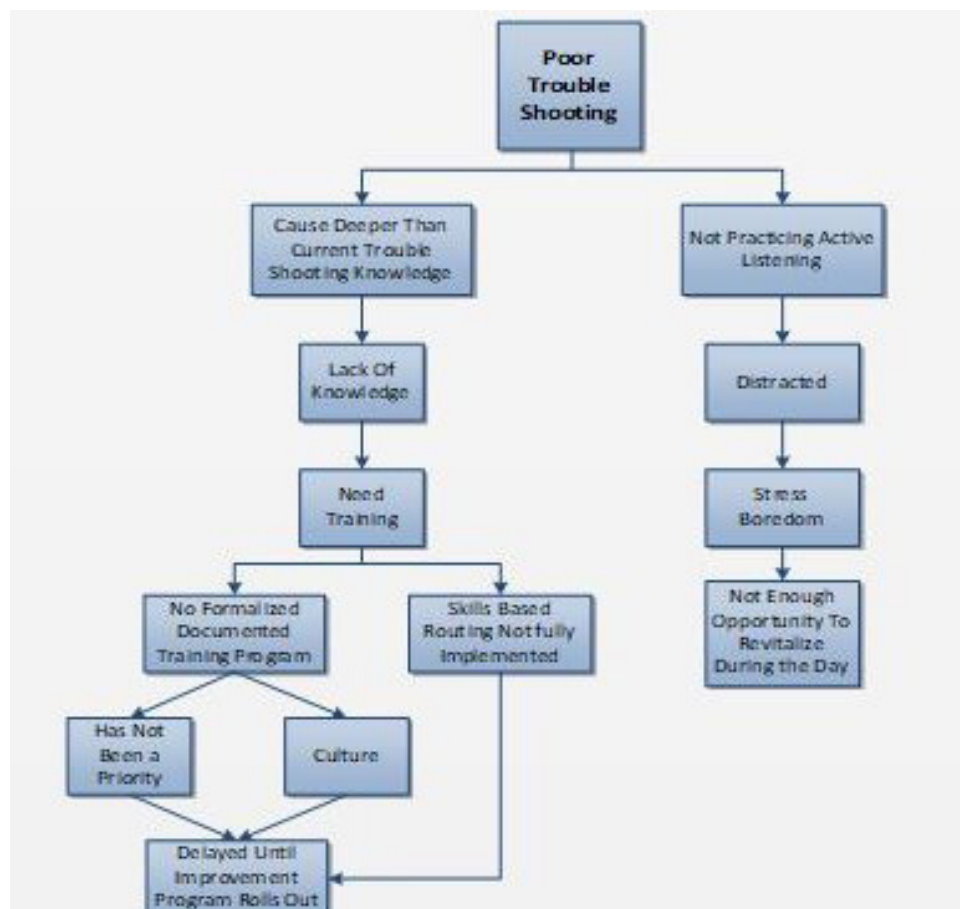 Poor
Trouble
Shooting
Cause Deeper Than
Current Trouble
Shooting Knowledge
Not Practicing Active
Listening
Lack Of
Knowledge
Distracted
Need
Training
Stress
Boredom
No Formalized
Documented
Training Program
Skills Based
Routing Not fully
Implemented
Not Enough
Opportunity To
Revitalize
During the Day
Has Not
Been a
Priority
Culture
Delayed Until
Improvement
Program Rolls Out